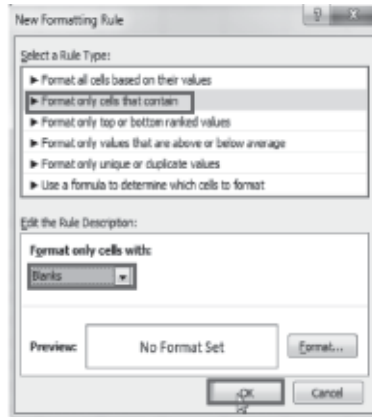 New Formatting Rule
Select a Rule Type:
► Format all cells based on their values
► Format only cells that contain
► Format only top or bottom ranked values
► Format only values that are above or below average
► Format only unique or duplicate values
► Use a formula to determine which cells to format
Edit the Rule Description:
Format only cells with:
Blanks
Preview: No Format Set Format...
OK Cancel